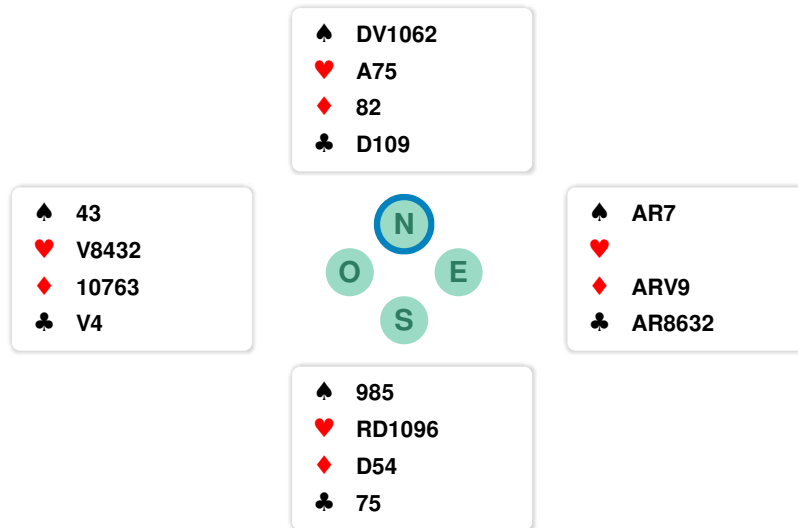 ♠ DV1062
♥ A75
♦ 82
♣ D109
♠ 43
♥ V8432
♦ 10763
♣ V4
N
O E
S
♠ AR7
♥
♦ ARV9
♣ AR8632
♠ 985
♥ RD1096
♦ D54
♣ 75